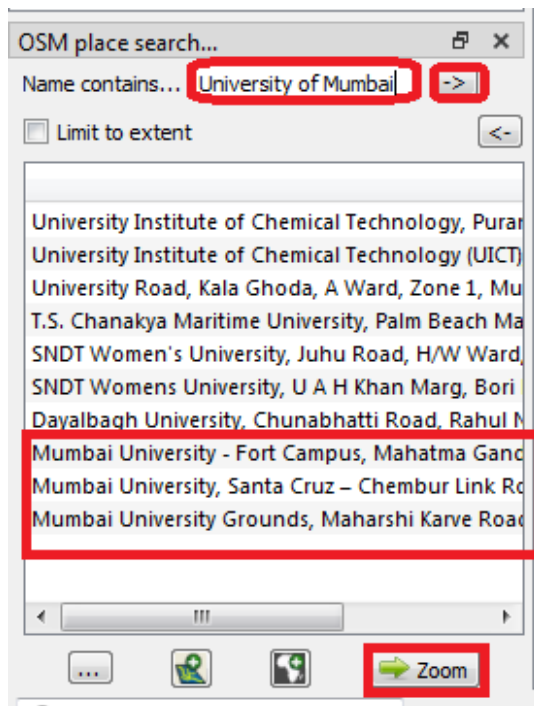 OSM place search...
Name contains... University of Mumbai ->
Limit to extent <-
University Institute of Chemical Technology, Puran
University Institute of Chemical Technology (UICT)
University Road, Kala Ghoda, A Ward, Zone 1, Mu
T.S. Chanakya Maritime University, Palm Beach Ma
SNDT Women's University, Juhu Road, H/W Ward,
SNDT Womens University, U A H Khan Marg, Bori
Dayalbagh University, Chunabhatti Road, Rahul N
Mumbai University - Fort Campus, Mahatma Gand
Mumbai University, Santa Cruz – Chembur Link Ro
Mumbai University Grounds, Maharshi Karve Road
... Zoom